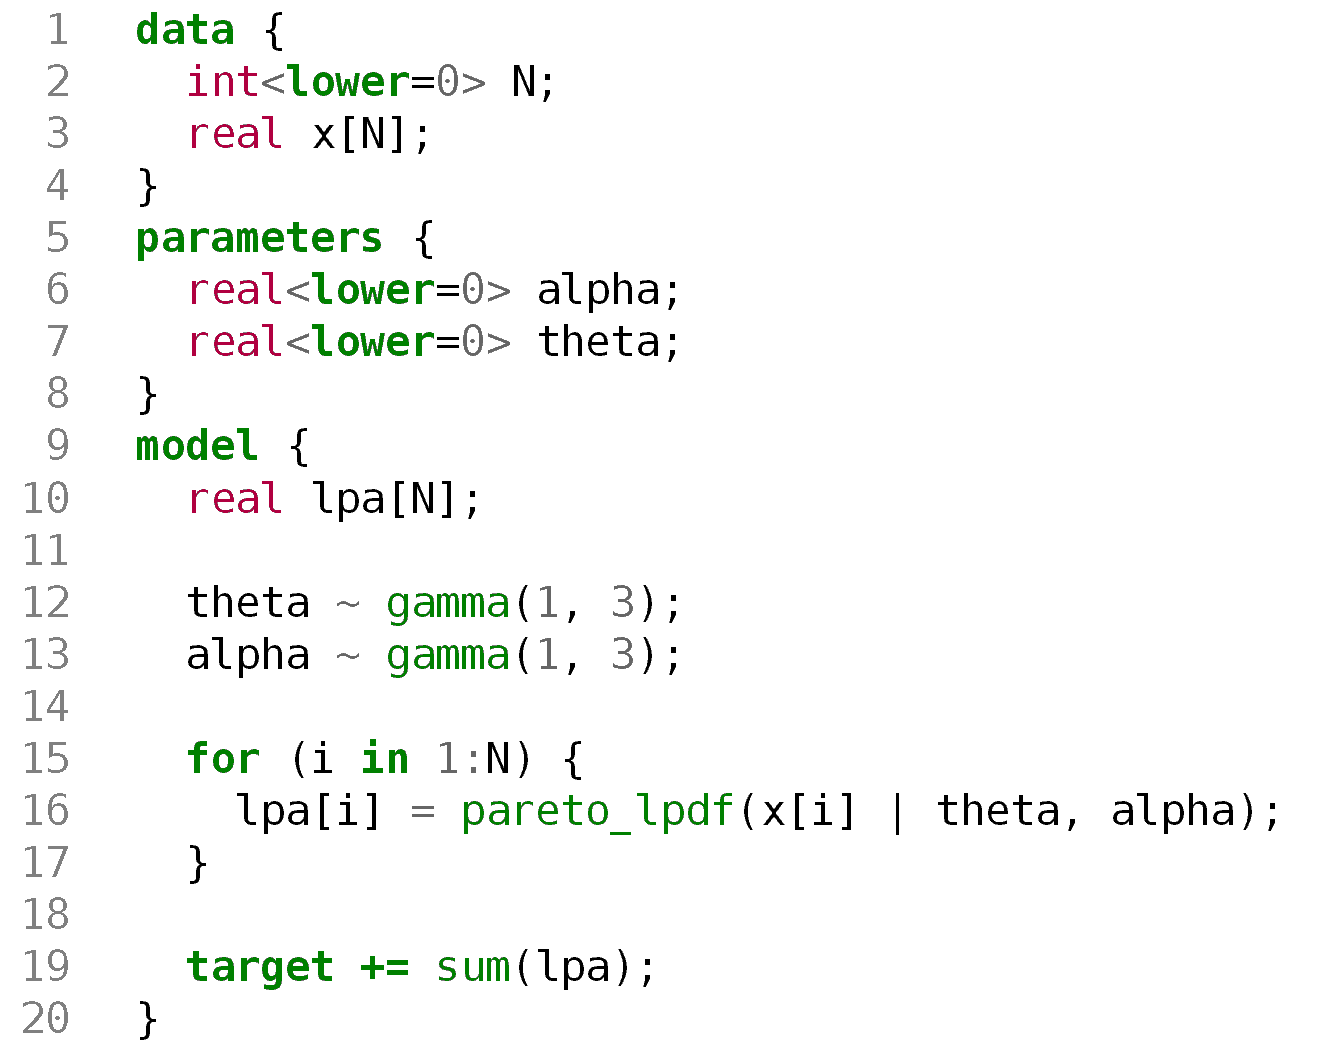 1 data {
2   int<lower=0> N;
3   real x[N];
4 }
5 parameters {
6   real<lower=0> alpha;
7   real<lower=0> theta;
8 }
9 model {
10   real lpa[N];
11
12   theta ~ gamma(1, 3);
13   alpha ~ gamma(1, 3);
14
15   for (i in 1:N) {
16     lpa[i] = pareto_lpdf(x[i] | theta, alpha);
17   }
18
19   target += sum(lpa);
20 }